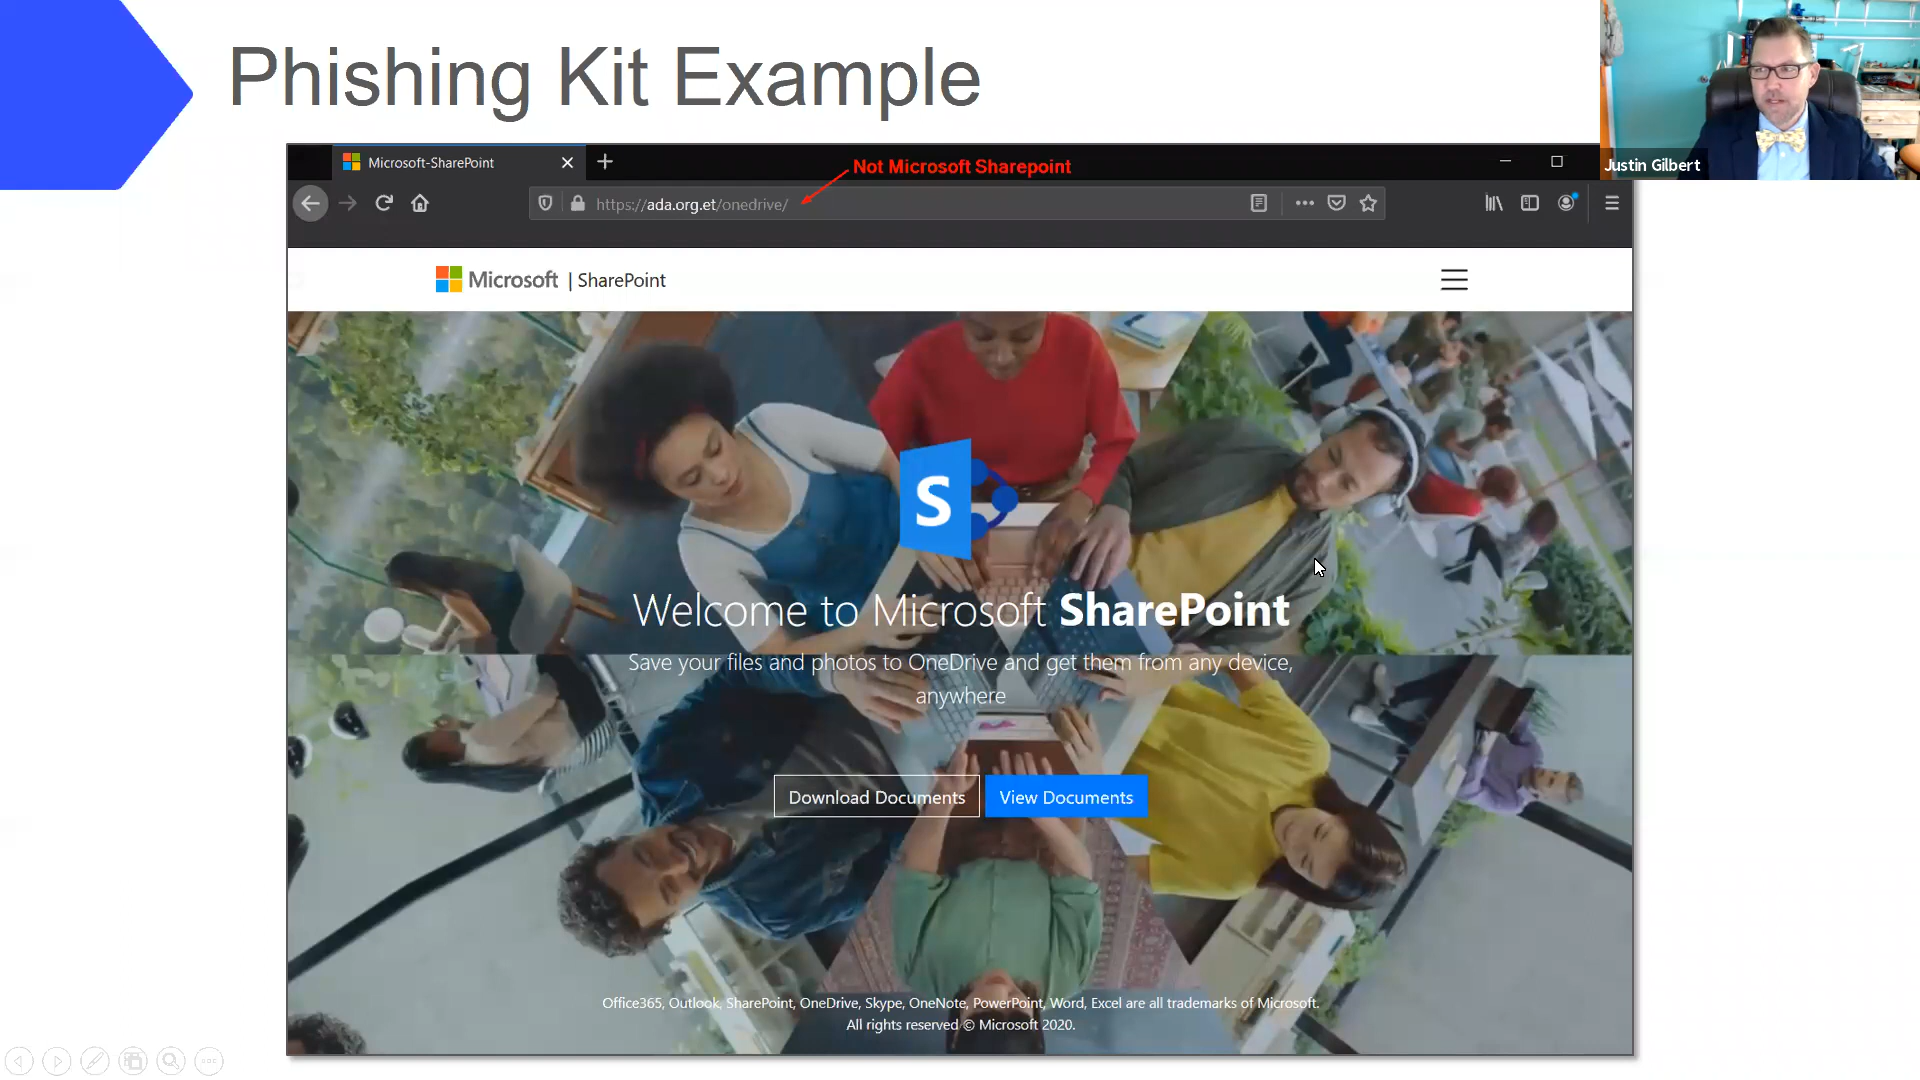 Phishing Kit Example
Justin Gilbert
Microsoft-SharePoint
Not Microsoft Sharepoint
https://ada.org.et/onedrive/
Microsoft | SharePoint
S
Welcome to Microsoft SharePoint
Save your files and photos to OneDrive and get them from any device,
anywhere
Download Documents
View Documents
Office365, Outlook, SharePoint, OneDrive, Skype, OneNote, PowerPoint, Word, Excel are all trademarks of Microsoft.
All rights reserved © Microsoft 2020.